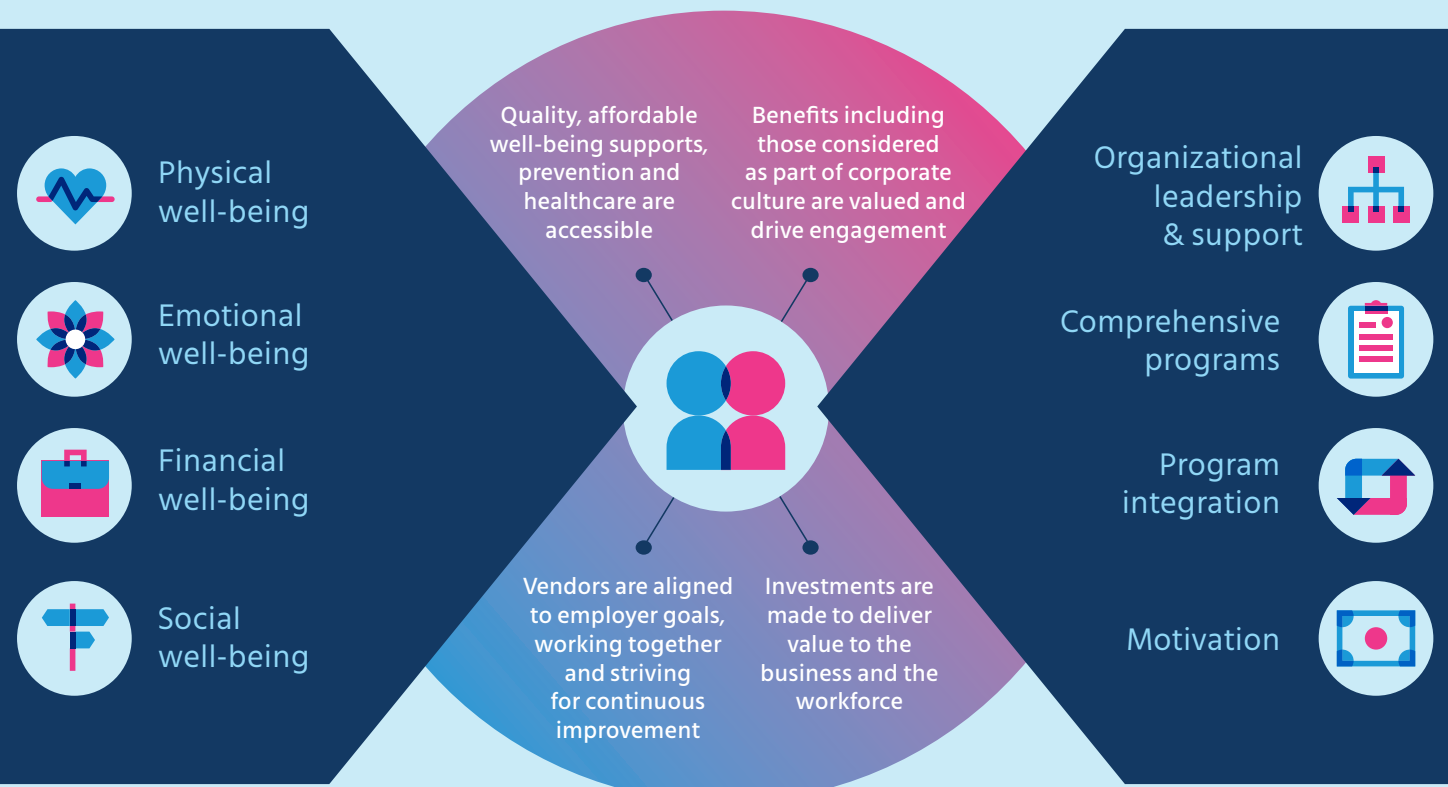 Physical
well-being
Emotional
well-being
Financial
well-being
Social
well-being
Quality, affordable
well-being supports,
prevention and
healthcare are
accessible
Benefits including
those considered
as part of corporate
culture are valued and
drive engagement
Vendors are aligned
to employer goals,
working together
and striving
for continuous
improvement
Investments are
made to deliver
value to the
business and the
workforce
Organizational
leadership
& support
Comprehensive
programs
Program
integration
Motivation